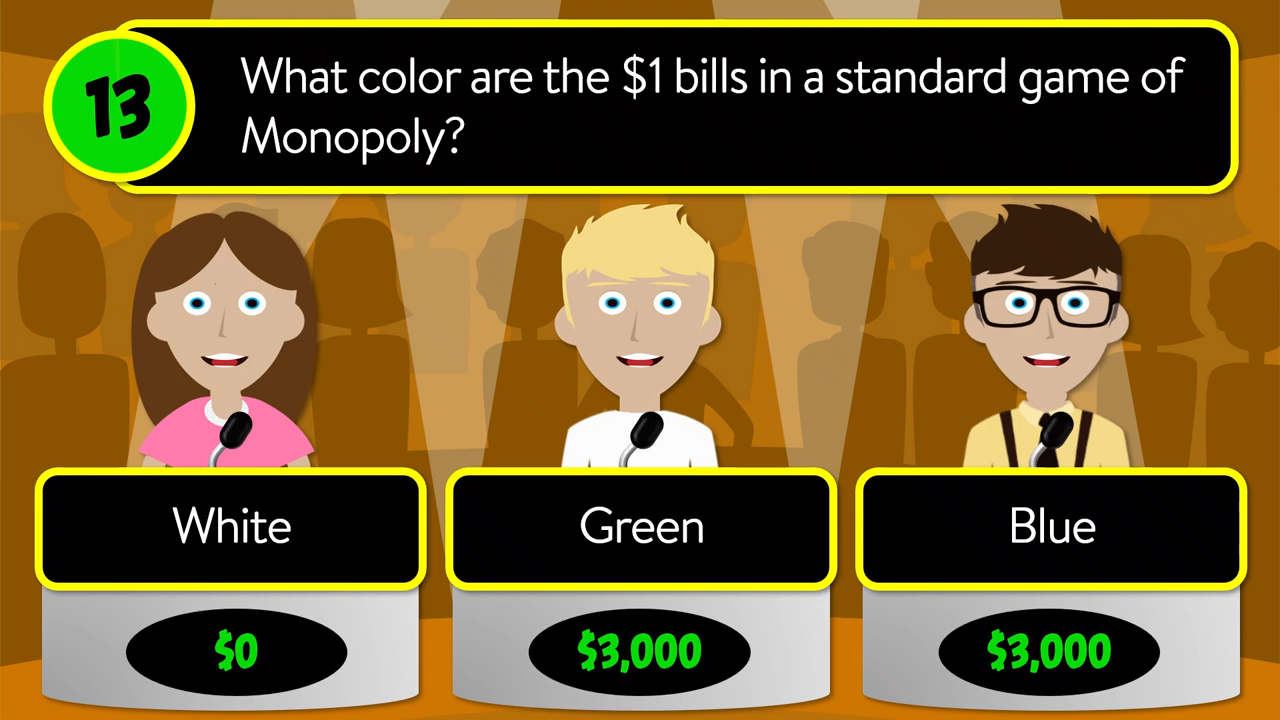 13
What color are the $1 bills in a standard game of
Monopoly?
White
Green
Blue
$0
$3,000
$3,000